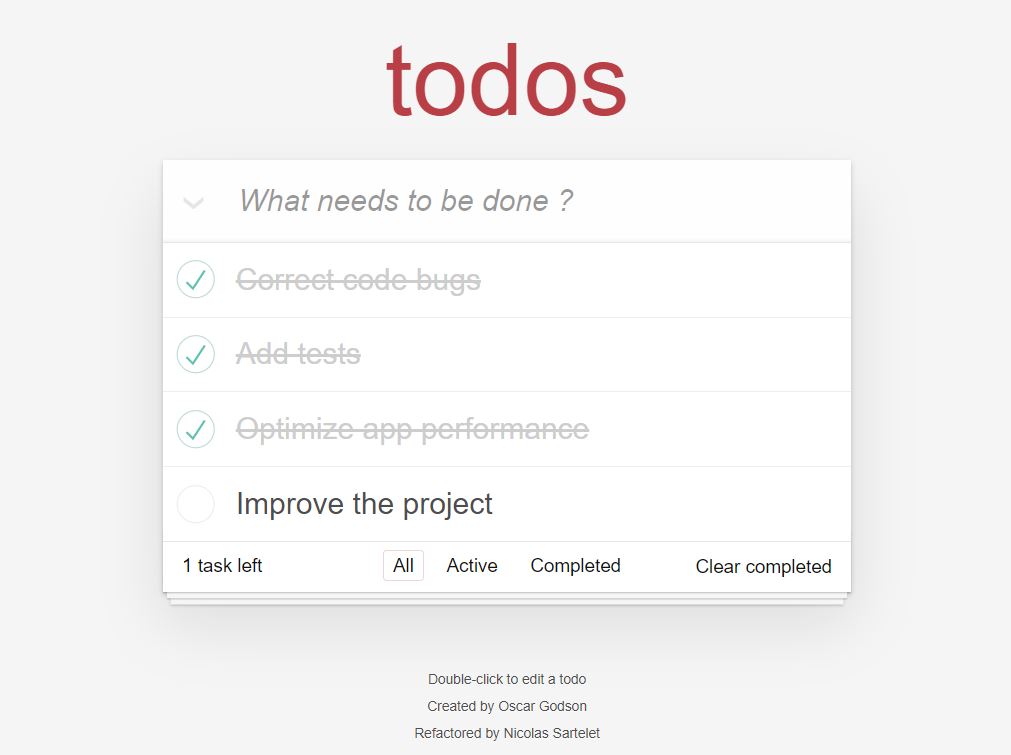 todos
What needs to be done ?
Correct code bugs
Add tests
Optimize app performance
Improve the project
1 task left All Active Completed Clear completed
Double-click to edit a todo
Created by Oscar Godson
Refactored by Nicolas Sartelet